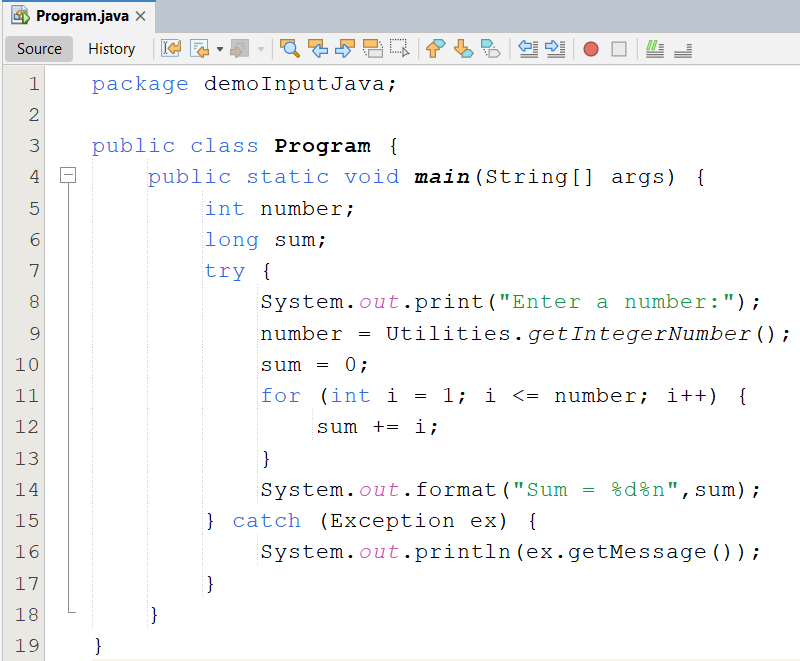 Program.java
Source History
1 package demoInputJava;
2
3 public class Program {
4 public static void main(String[] args) {
5 int number;
6 long sum;
7 try {
8 System.out.print("Enter a number:");
9 number = Utilities.getIntegerNumber();
10 sum = 0;
11 for (int i = 1; i <= number; i++) {
12 sum += i;
13 }
14 System.out.format("Sum = %d%n",sum);
15 } catch (Exception ex) {
16 System.out.println(ex.getMessage());
17 }
18 }
19 }